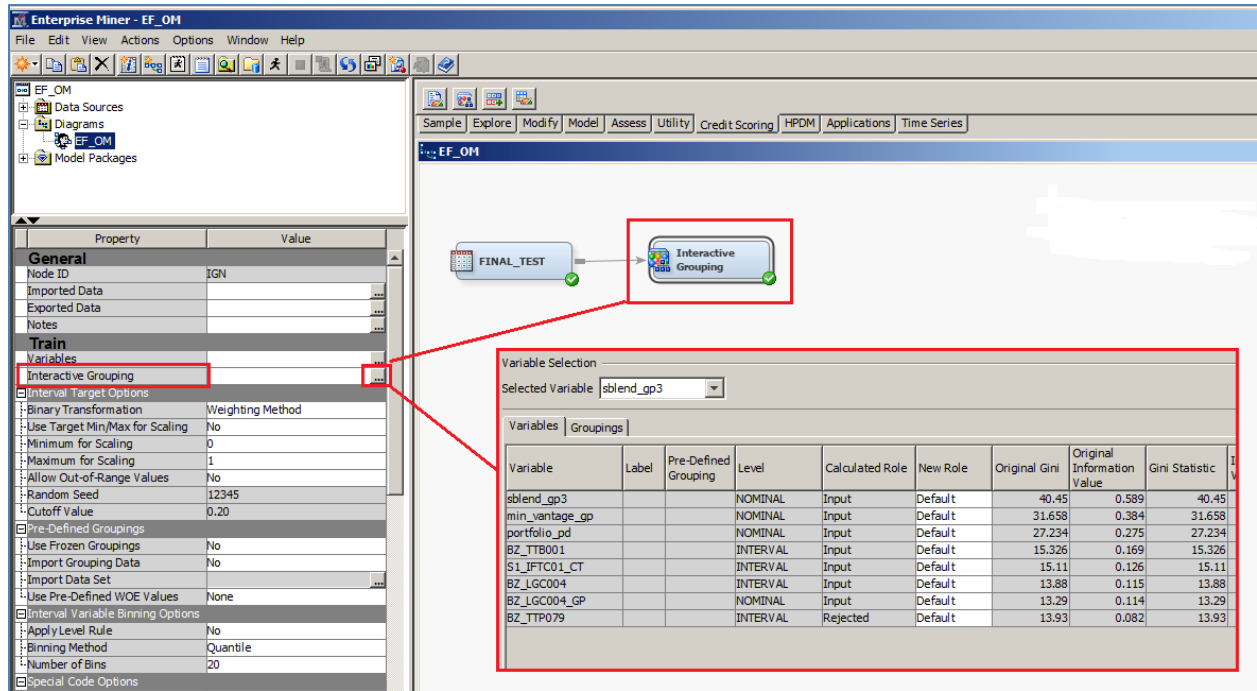 Enterprise Miner - EF_OM
File Edit View Actions Options Window Help
EF_OM
Data Sources
Diagrams
EF_OM
Model Packages
Property Value
General
Node ID IGN
Imported Data ...
Exported Data ...
Notes ...
Train
Variables ...
Interactive Grouping ...
Interval Target Options
Binary Transformation Weighting Method
Use Target Min/Max for Scaling No
Minimum for Scaling 0
Maximum for Scaling 1
Allow Out-of-Range Values No
Random Seed 12345
Cutoff Value 0.20
Pre-Defined Groupings
Use Frozen Groupings No
Import Grouping Data No
Import Data Set ...
Use Pre-Defined WOE Values None
Interval Variable Binning Options
Apply Level Rule No
Binning Method Quantile
Number of Bins 20
Special Code Options
Sample Explore Modify Model Assess Utility Credit Scoring HPDM Applications Time Series
EF_OM
FINAL_TEST
Interactive
Grouping
Variable Selection
Selected Variable sblend_gp3
Variables Groupings
Variable Label Pre-Defined Grouping Level Calculated Role New Role Original Gini Original Information Value Gini Statistic
sblend_gp3 NOMINAL Input Default 40.45 0.589 40.45
min_vantage_gp NOMINAL Input Default 31.658 0.384 31.658
portfolio_pd NOMINAL Input Default 27.234 0.275 27.234
BZ_TTB001 INTERVAL Input Default 15.326 0.169 15.326
S1_IFTC01_CT INTERVAL Input Default 15.11 0.126 15.11
BZ_LGC004 INTERVAL Input Default 13.88 0.115 13.88
BZ_LGC004_GP NOMINAL Input Default 13.29 0.114 13.29
BZ_TTP079 INTERVAL Rejected Default 13.93 0.082 13.93